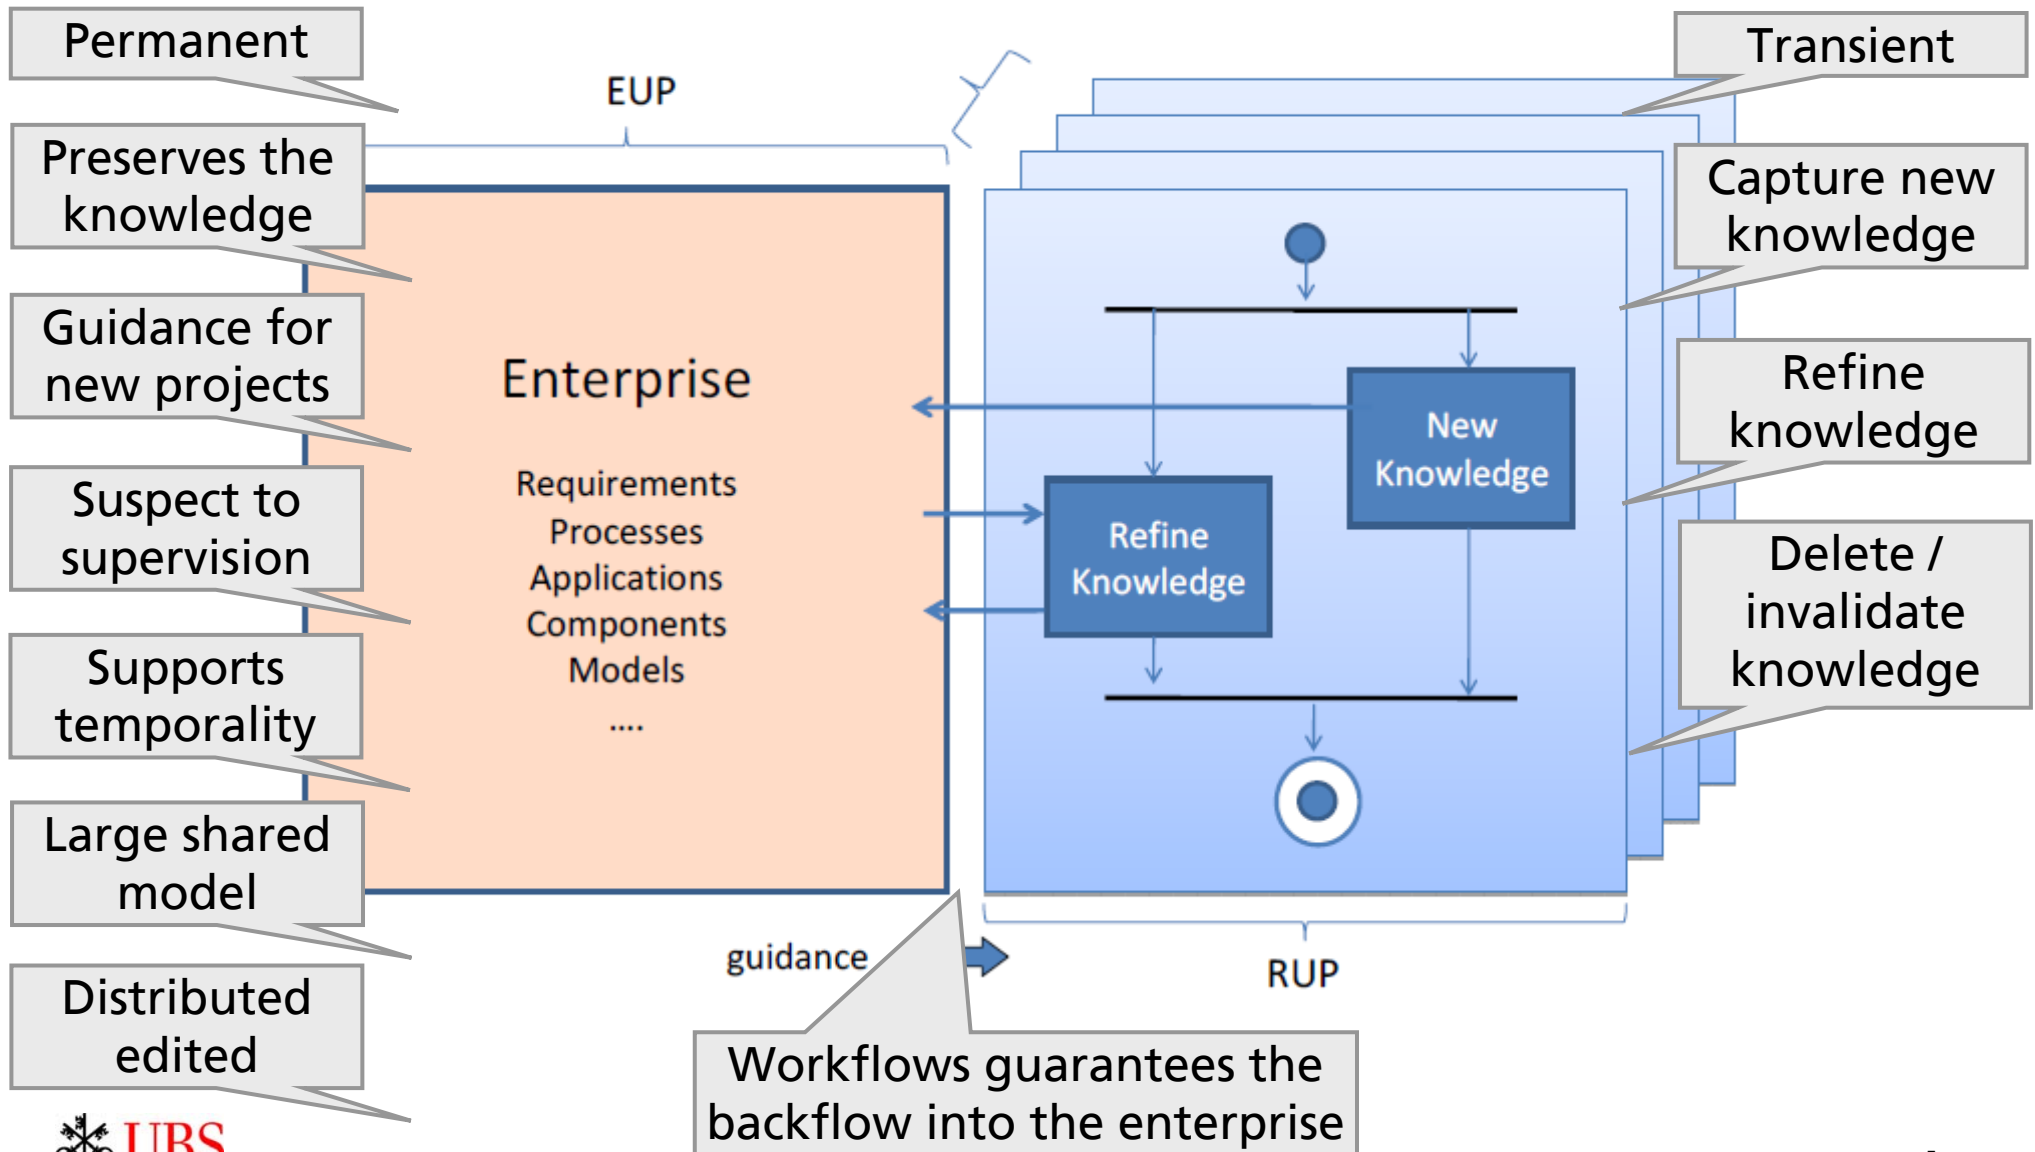 Permanent
Preserves the
knowledge
Guidance for
new projects
Suspect to
supervision
Supports
temporality
Large shared
model
Distributed
edited
EUP
Enterprise
Requirements
Processes
Applications
Components
Models
....
New
Knowledge
Refine
Knowledge
guidance
RUP
Transient
Capture new
knowledge
Refine
knowledge
Delete /
invalidate
knowledge
Workflows guarantees the
backflow into the enterprise
UBS